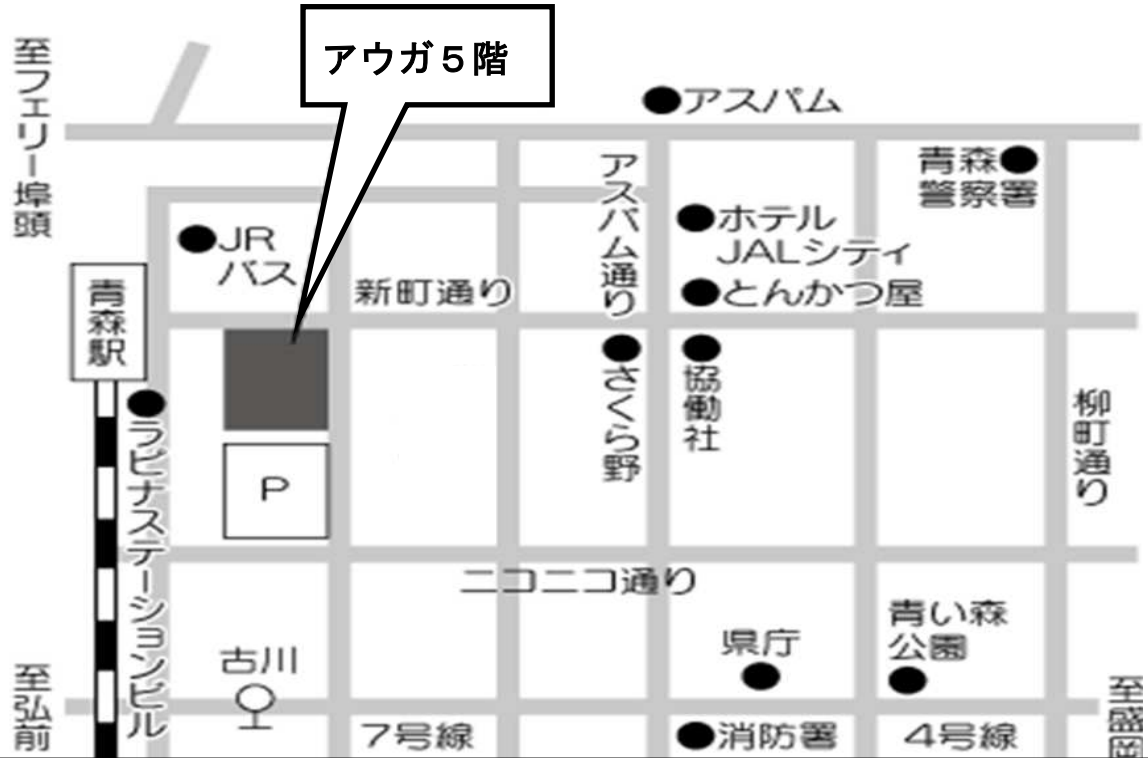 アウガ５階
至フェリー埠頭
アスパム
青森
警察署
アスパム通り
ホテル
JALシティ
JR
バス
新町通り
とんかつ屋
青森駅
さくら野
協働社
柳町通り
ラビナステーションビル
P
ニコニコ通り
青い森
公園
県庁
古川
至弘前
7号線
消防署
4号線
至盛岡